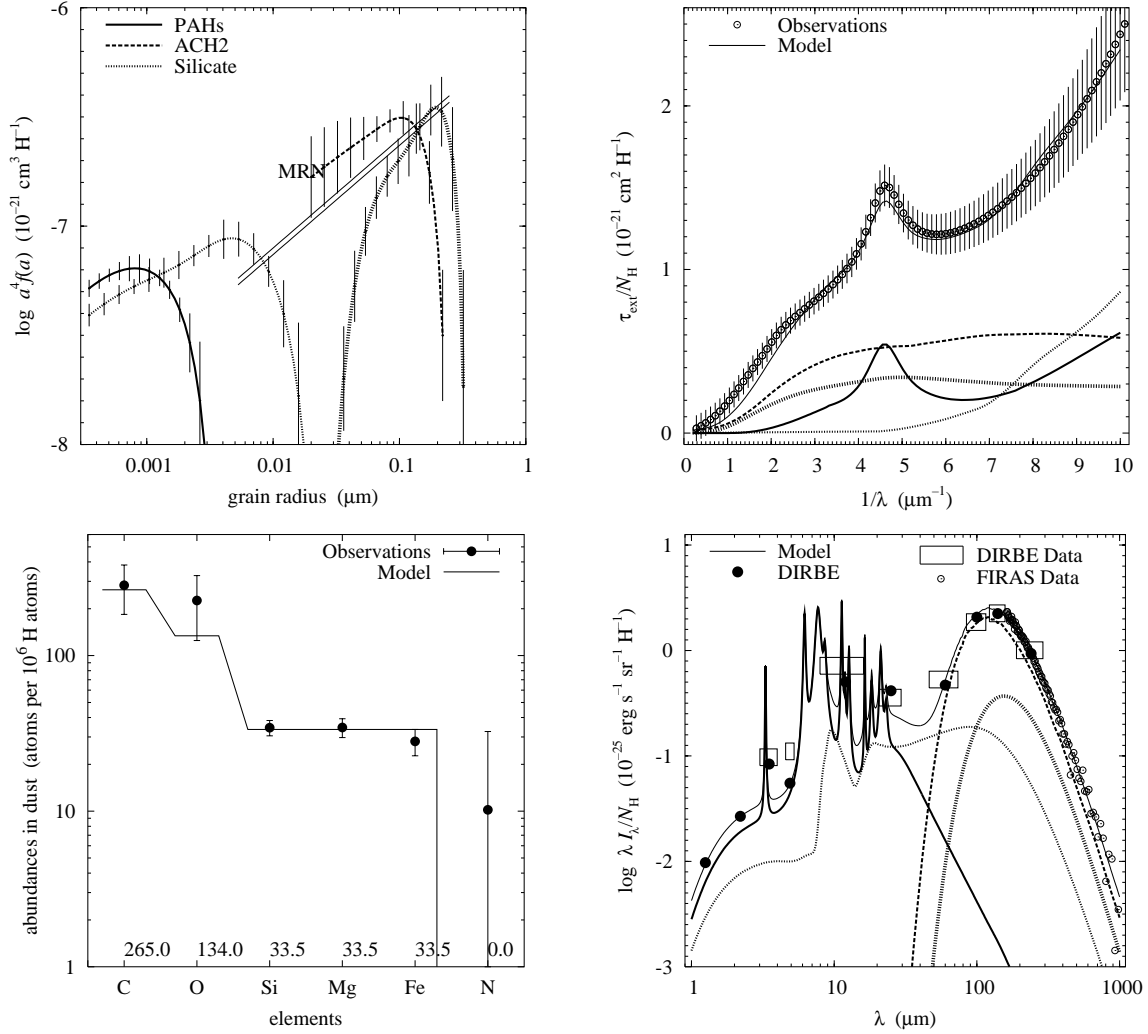 PAHs
ACH2
Silicate
MRN
log a⁴f(a) (10⁻²¹ cm³ H⁻¹)
-6
-7
-8
0.001 0.01 0.1 1
grain radius (μm)
Observations
Model
τext/NH (10⁻²¹ cm² H⁻¹)
2
1
0
0 1 2 3 4 5 6 7 8 9 10
1/λ (μm⁻¹)
Observations
Model
abundances in dust (atoms per 10⁶ H atoms)
100
10
1
265.0 134.0 33.5 33.5 33.5 0.0
C O Si Mg Fe N
elements
Model
DIRBE
DIRBE Data
FIRAS Data
log λ Iλ/NH (10⁻²⁵ erg s⁻¹ sr⁻¹ H⁻¹)
1
0
-1
-2
-3
1 10 100 1000
λ (μm)